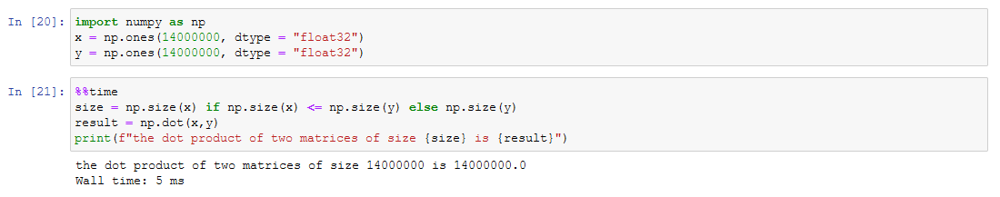 In [20]: import numpy as np
x = np.ones(14000000, dtype = "float32")
y = np.ones(14000000, dtype = "float32")
In [21]: %%time
size = np.size(x) if np.size(x) <= np.size(y) else np.size(y)
result = np.dot(x,y)
print(f"the dot product of two matrices of size {size} is {result}")
the dot product of two matrices of size 14000000 is 14000000.0
Wall time: 5 ms